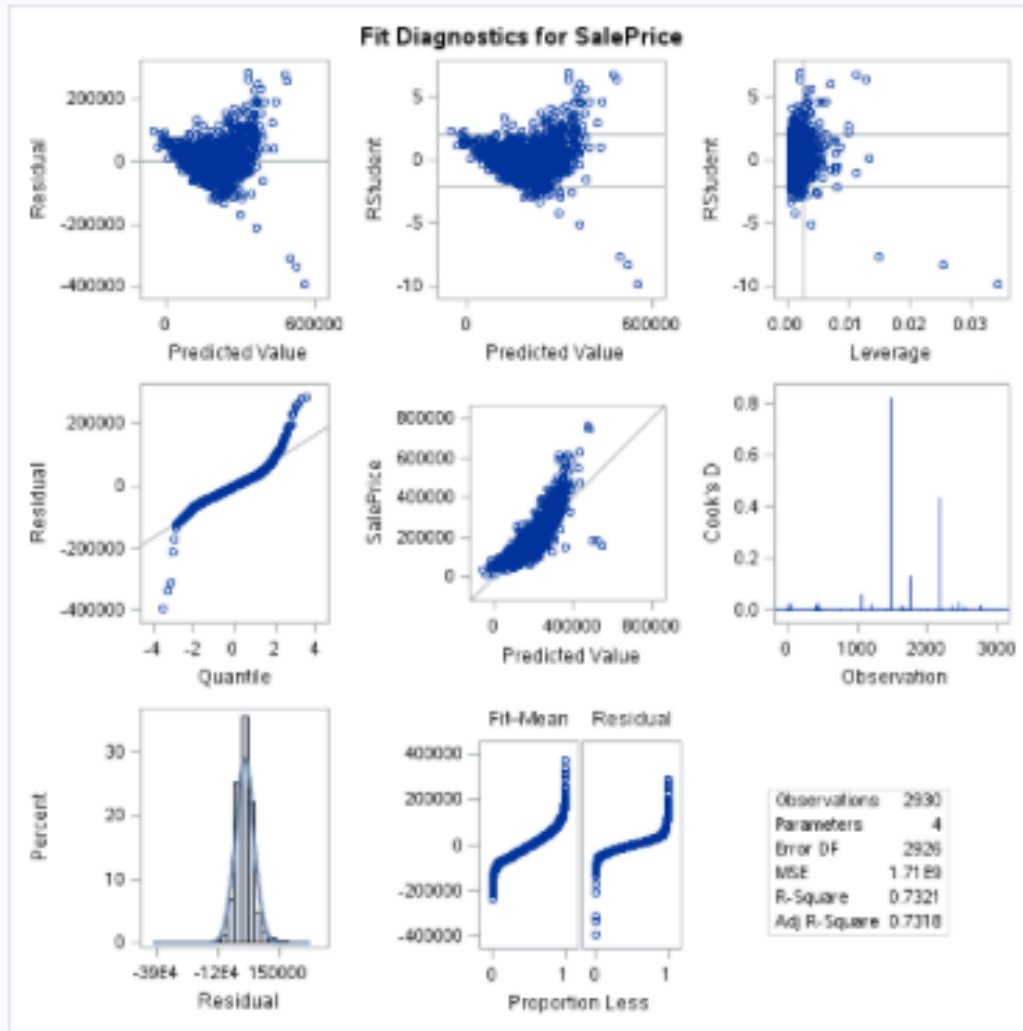 Fit Diagnostics for SalePrice
Residual
200000
0
-200000
-400000
0 600000
Predicted Value
RStudent
5
0
-5
-10
0 600000
Predicted Value
RStudent
5
0
-5
-10
0.00 0.01 0.02 0.03
Leverage
Residual
200000
0
-200000
-400000
-4 -2 0 2 4
Quantile
SalePrice
800000
600000
400000
200000
0
0 400000 800000
Predicted Value
Cook's D
0.8
0.6
0.4
0.2
0.0
0 1000 2000 3000
Observation
Percent
30
20
10
0
-39E4 -12E4 150000
Residual
Fit–Mean Residual
400000
200000
0
-200000
-400000
0 1 0 1
Proportion Less
Observations 2930
Parameters 4
Error DF 2926
MSE 1.71E9
R-Square 0.7321
Adj R-Square 0.7318